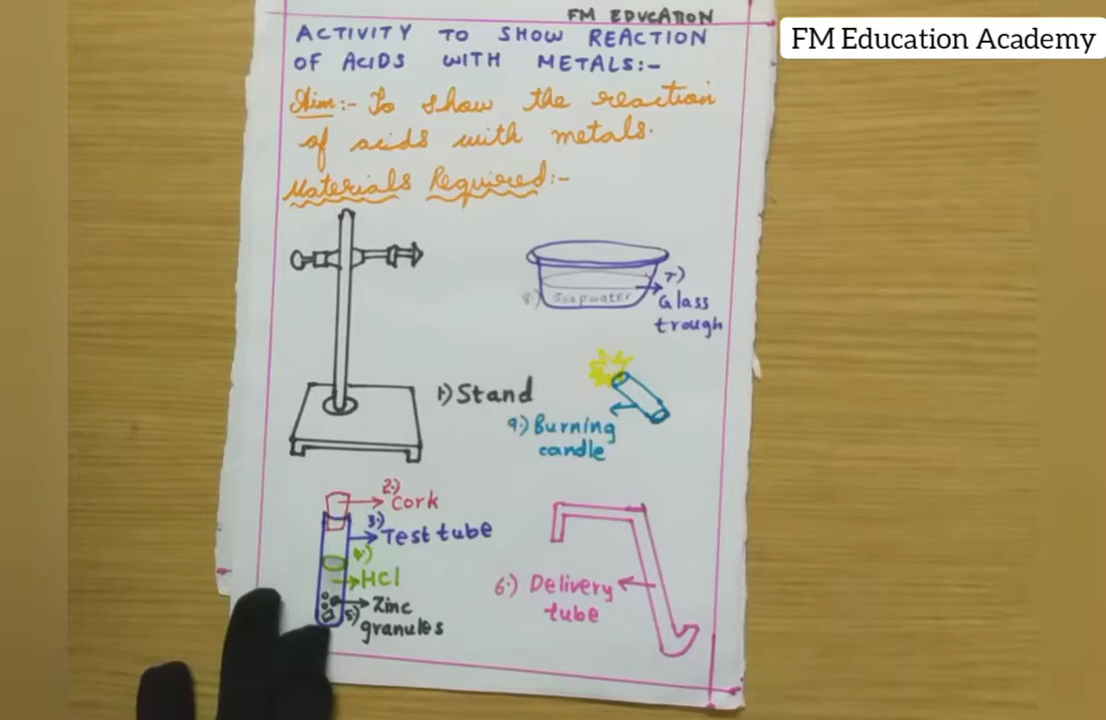 FM EDUCATION
FM Education Academy
ACTIVITY TO SHOW REACTION
OF ACIDS WITH METALS:-
Aim:- To show the reaction
of acids with metals.
Materials Required:-
1) Stand
2) Cork
3) Test tube
4) HCl
5) Zinc
granules
6) Delivery
tube
7)
Glass
trough
8) Soapwater
9) Burning
candle